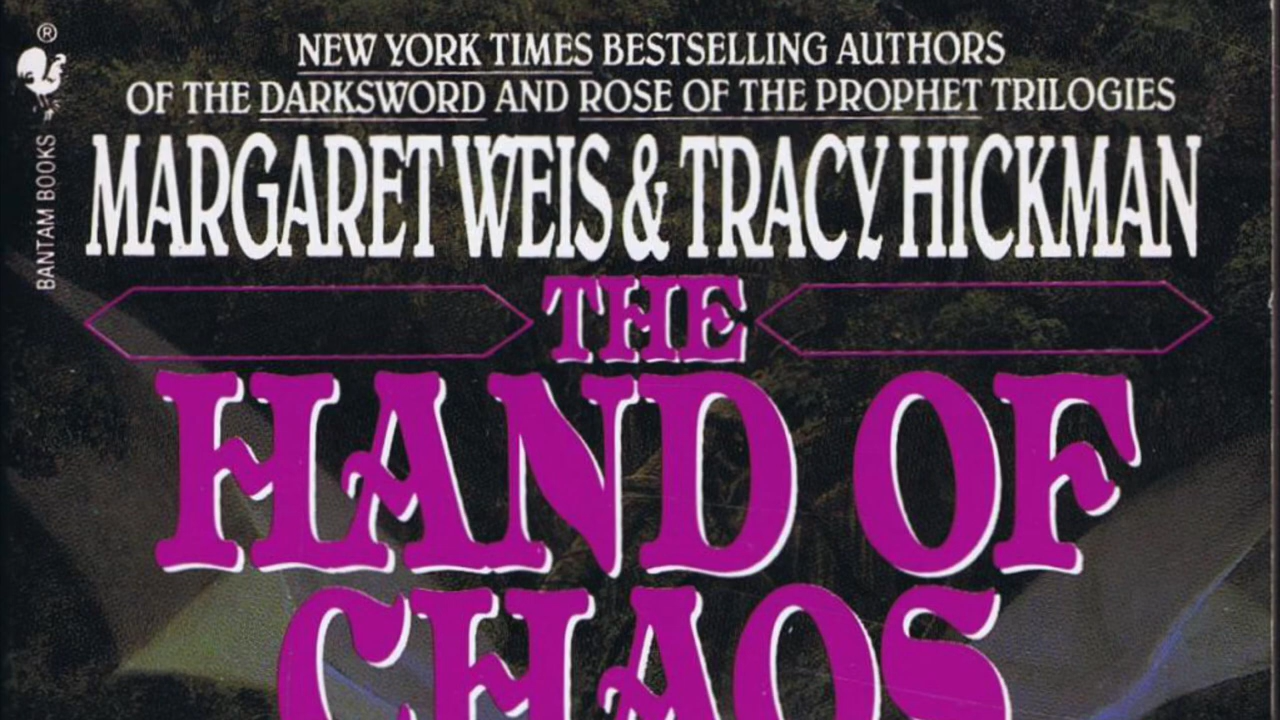 NEW YORK TIMES BESTSELLING AUTHORS
OF THE DARKSWORD AND ROSE OF THE PROPHET TRILOGIES
MARGARET WEIS & TRACY HICKMAN
THE
HAND OF
CHAOS
BANTAM BOOKS
®